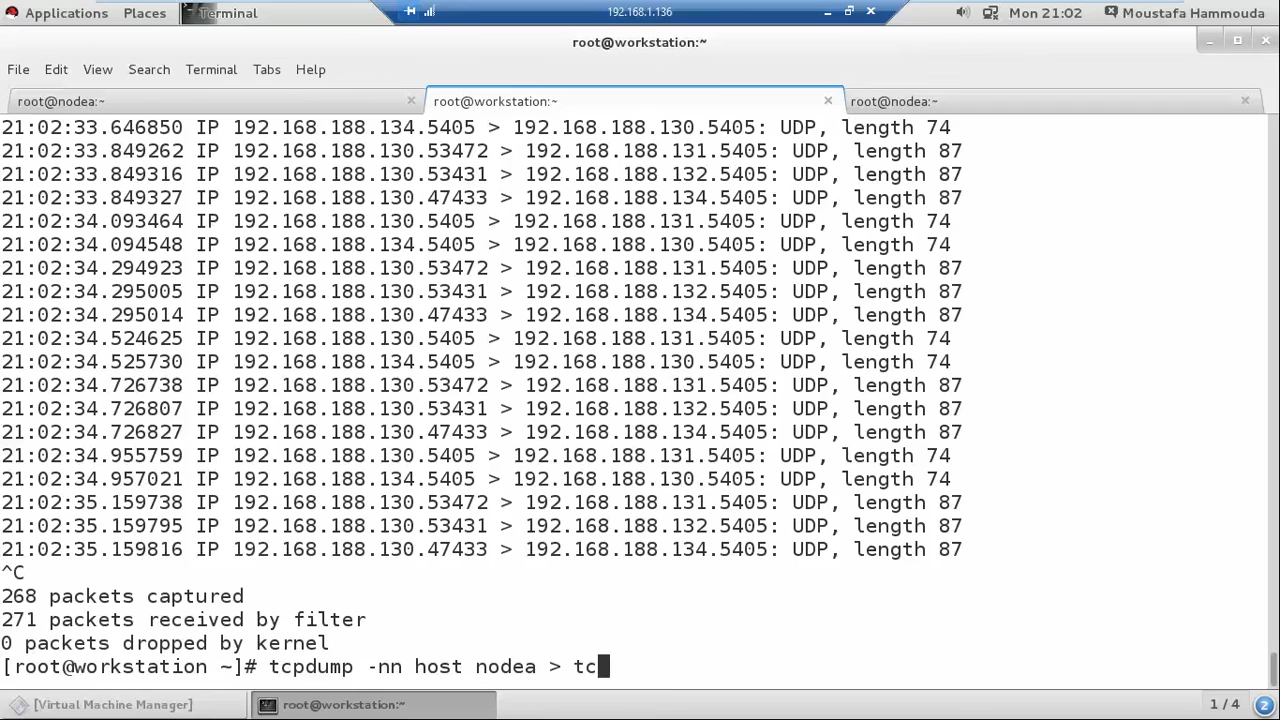 Applications Places Terminal 192.168.1.136 Mon 21:02 Moustafa Hammouda
root@workstation:~
File Edit View Search Terminal Tabs Help
root@nodea:~ root@workstation:~ root@nodea:~
21:02:33.646850 IP 192.168.188.134.5405 > 192.168.188.130.5405: UDP, length 74
21:02:33.849262 IP 192.168.188.130.53472 > 192.168.188.131.5405: UDP, length 87
21:02:33.849316 IP 192.168.188.130.53431 > 192.168.188.132.5405: UDP, length 87
21:02:33.849327 IP 192.168.188.130.47433 > 192.168.188.134.5405: UDP, length 87
21:02:34.093464 IP 192.168.188.130.5405 > 192.168.188.131.5405: UDP, length 74
21:02:34.094548 IP 192.168.188.134.5405 > 192.168.188.130.5405: UDP, length 74
21:02:34.294923 IP 192.168.188.130.53472 > 192.168.188.131.5405: UDP, length 87
21:02:34.295005 IP 192.168.188.130.53431 > 192.168.188.132.5405: UDP, length 87
21:02:34.295014 IP 192.168.188.130.47433 > 192.168.188.134.5405: UDP, length 87
21:02:34.524625 IP 192.168.188.130.5405 > 192.168.188.131.5405: UDP, length 74
21:02:34.525730 IP 192.168.188.134.5405 > 192.168.188.130.5405: UDP, length 74
21:02:34.726738 IP 192.168.188.130.53472 > 192.168.188.131.5405: UDP, length 87
21:02:34.726807 IP 192.168.188.130.53431 > 192.168.188.132.5405: UDP, length 87
21:02:34.726827 IP 192.168.188.130.47433 > 192.168.188.134.5405: UDP, length 87
21:02:34.955759 IP 192.168.188.130.5405 > 192.168.188.131.5405: UDP, length 74
21:02:34.957021 IP 192.168.188.134.5405 > 192.168.188.130.5405: UDP, length 74
21:02:35.159738 IP 192.168.188.130.53472 > 192.168.188.131.5405: UDP, length 87
21:02:35.159795 IP 192.168.188.130.53431 > 192.168.188.132.5405: UDP, length 87
21:02:35.159816 IP 192.168.188.130.47433 > 192.168.188.134.5405: UDP, length 87
^C
268 packets captured
271 packets received by filter
0 packets dropped by kernel
[root@workstation ~]# tcpdump -nn host nodea > tc
[Virtual Machine Manager] root@workstation:~ 1 / 4 2